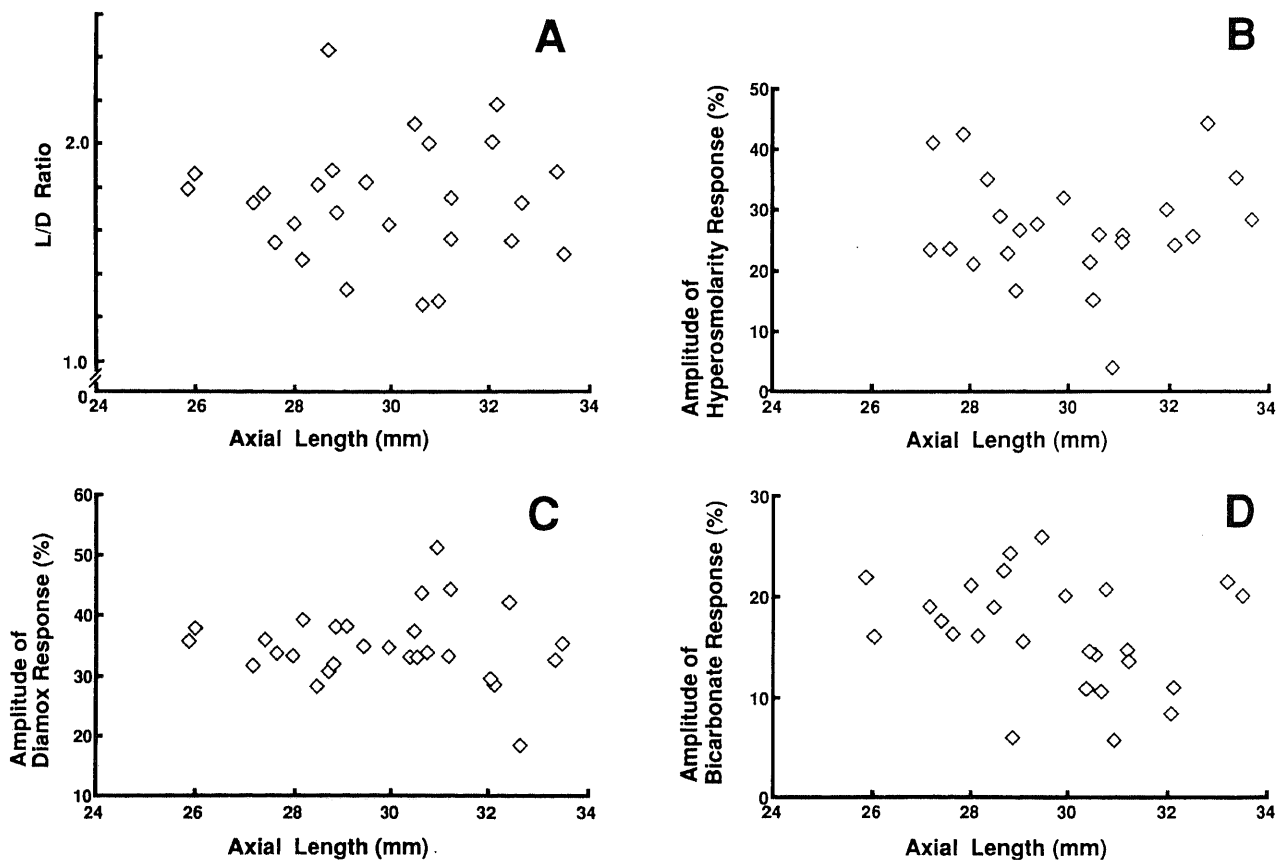 A
L/D Ratio
2.0
1.0
0
24 26 28 30 32 34
Axial Length (mm)
B
Amplitude of
Hyperosmolarity Response (%)
50
40
30
20
10
0
24 26 28 30 32 34
Axial Length (mm)
C
Amplitude of
Diamox Response (%)
60
50
40
30
20
10
24 26 28 30 32 34
Axial Length (mm)
D
Amplitude of
Bicarbonate Response (%)
30
20
10
0
24 26 28 30 32 34
Axial Length (mm)